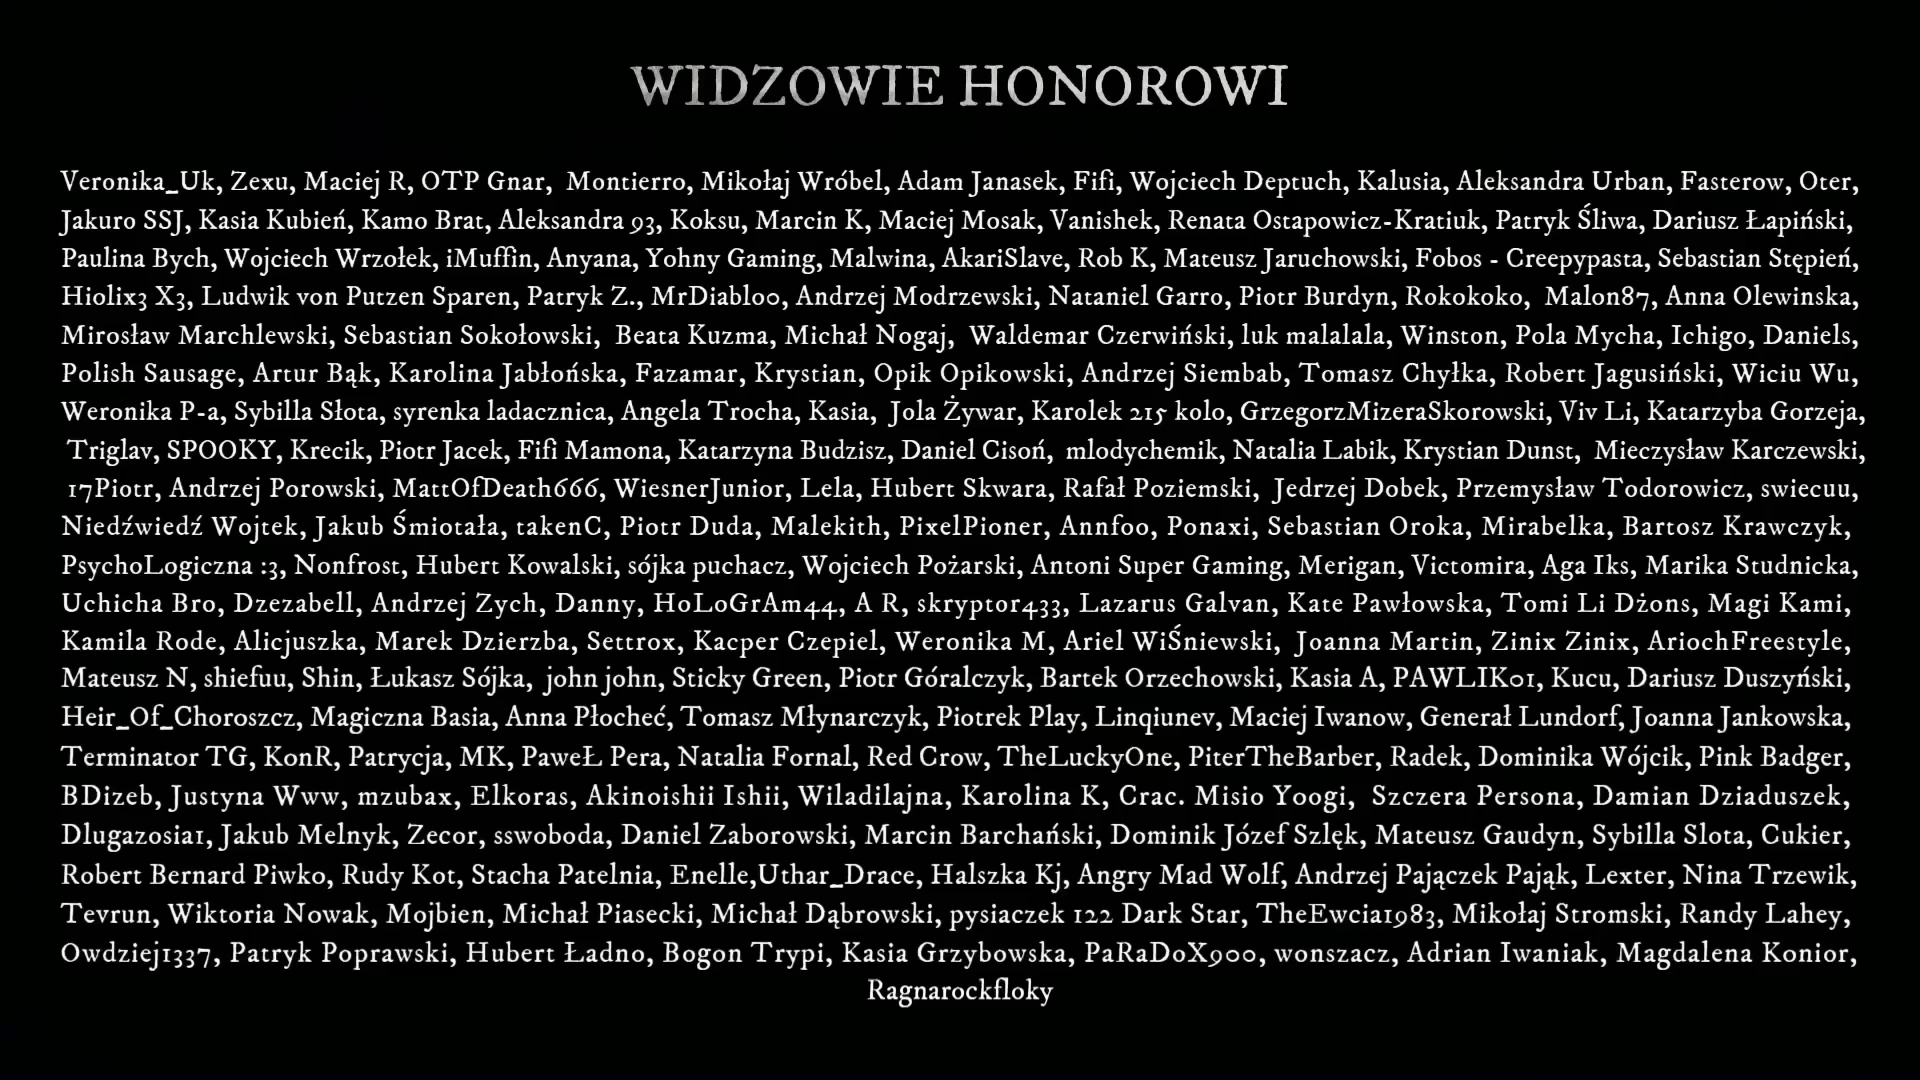 WIDZOWIE HONOROWI
Veronika_Uk, Zexu, Maciej R, OTP Gnar, Montierro, Mikołaj Wróbel, Adam Janasek, Fifi, Wojciech Deptuch, Kalusia, Aleksandra Urban, Fasterow, Oter,
Jakuro SSJ, Kasia Kubień, Kamo Brat, Aleksandra 93, Koksu, Marcin K, Maciej Mosak, Vanishek, Renata Ostapowicz-Kratiuk, Patryk Śliwa, Dariusz Łapiński,
Paulina Bych, Wojciech Wrzołek, iMuffin, Anyana, Yohny Gaming, Malwina, AkariSlave, Rob K, Mateusz Jaruchowski, Fobos - Creepypasta, Sebastian Stępień,
Hiolix3 X3, Ludwik von Putzen Sparen, Patryk Z., MrDiablo0, Andrzej Modrzewski, Nataniel Garro, Piotr Burdyn, Rokokoko, Malon87, Anna Olewinska,
Mirosław Marchlewski, Sebastian Sokołowski, Beata Kuzma, Michał Nogaj, Waldemar Czerwiński, luk malalala, Winston, Pola Mycha, Ichigo, Daniels,
Polish Sausage, Artur Bąk, Karolina Jabłońska, Fazamar, Krystian, Opik Opikowski, Andrzej Siembab, Tomasz Chyłka, Robert Jagusiński, Wiciu Wu,
Weronika P-a, Sybilla Słota, syrenka ladacznica, Angela Trocha, Kasia, Jola Żywar, Karolek 215 kolo, GrzegorzMizeraSkorowski, Viv Li, Katarzyba Gorzeja,
Triglav, SPOOKY, Krecik, Piotr Jacek, Fifi Mamona, Katarzyna Budzisz, Daniel Cisoń, mlodychemik, Natalia Labik, Krystian Dunst, Mieczysław Karczewski,
17Piotr, Andrzej Porowski, MattOfDeath666, WiesnerJunior, Lela, Hubert Skwara, Rafał Poziemski, Jedrzej Dobek, Przemysław Todorowicz, swiecuu,
Niedźwiedź Wojtek, Jakub Śmiotała, takenC, Piotr Duda, Malekith, PixelPioner, Annfoo, Ponaxi, Sebastian Oroka, Mirabelka, Bartosz Krawczyk,
PsychoLogiczna :3, Nonfrost, Hubert Kowalski, sójka puchacz, Wojciech Pożarski, Antoni Super Gaming, Merigan, Victomira, Aga Iks, Marika Studnicka,
Uchicha Bro, Dzezabell, Andrzej Zych, Danny, HoLoGrAm44, A R, skryptor433, Lazarus Galvan, Kate Pawłowska, Tomi Li Dżons, Magi Kami,
Kamila Rode, Alicjuszka, Marek Dzierzba, Settrox, Kacper Czepiel, Weronika M, Ariel WiŚniewski, Joanna Martin, Zinix Zinix, AriochFreestyle,
Mateusz N, shiefuu, Shin, Łukasz Sójka, john john, Sticky Green, Piotr Góralczyk, Bartek Orzechowski, Kasia A, PAWLIK01, Kucu, Dariusz Duszyński,
Heir_Of_Choroszcz, Magiczna Basia, Anna Płocheć, Tomasz Młynarczyk, Piotrek Play, Linqiunev, Maciej Iwanow, Generał Lundorf, Joanna Jankowska,
Terminator TG, KonR, Patrycja, MK, PaweŁ Pera, Natalia Fornal, Red Crow, TheLuckyOne, PiterTheBarber, Radek, Dominika Wójcik, Pink Badger,
BDizeb, Justyna Www, mzubax, Elkoras, Akinoishii Ishii, Wiladilajna, Karolina K, Crac. Misio Yoogi, Szczera Persona, Damian Dziaduszek,
Dlugazosia1, Jakub Melnyk, Zecor, sswoboda, Daniel Zaborowski, Marcin Barchański, Dominik Józef Szlęk, Mateusz Gaudyn, Sybilla Slota, Cukier,
Robert Bernard Piwko, Rudy Kot, Stacha Patelnia, Enelle,Uthar_Drace, Halszka Kj, Angry Mad Wolf, Andrzej Pajączek Pająk, Lexter, Nina Trzewik,
Tevrun, Wiktoria Nowak, Mojbien, Michał Piasecki, Michał Dąbrowski, pysiaczek 122 Dark Star, TheEwcia1983, Mikołaj Stromski, Randy Lahey,
Owdziej1337, Patryk Poprawski, Hubert Ładno, Bogon Trypi, Kasia Grzybowska, PaRaDoX900, wonszacz, Adrian Iwaniak, Magdalena Konior,
Ragnarockfloky